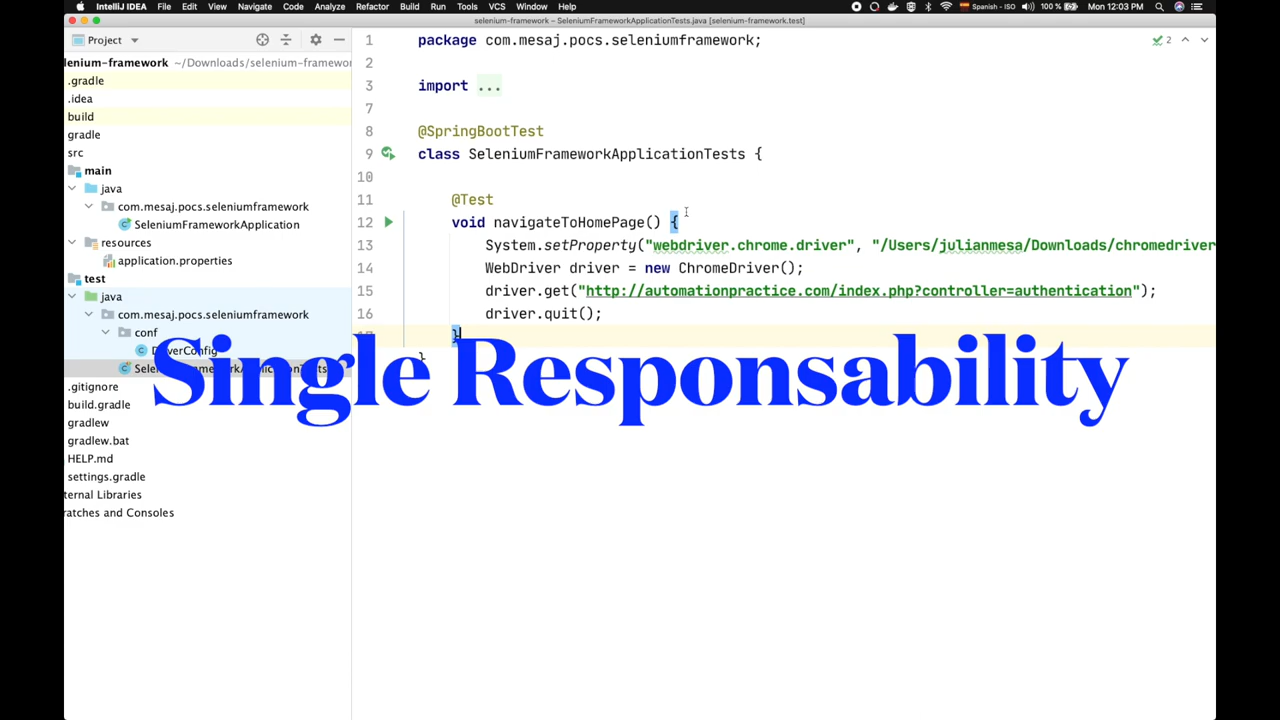 IntelliJ IDEA File Edit View Navigate Code Analyze Refactor Build Run Tools VCS Window Help Spanish - ISO 100 % Mon 12:03 PM
selenium-framework – SeleniumFrameworkApplicationTests.java [selenium-framework.test]
Project
lenium-framework ~/Downloads/selenium-framewor
.gradle
.idea
build
gradle
src
main
java
com.mesaj.pocs.seleniumframework
SeleniumFrameworkApplication
resources
application.properties
test
java
com.mesaj.pocs.seleniumframework
conf
DriverConfig
.gitignore
build.gradle
gradlew
gradlew.bat
HELP.md
settings.gradle
ternal Libraries
ratches and Consoles
1 package com.mesaj.pocs.seleniumframework;
2
3 import ...
7
8 @SpringBootTest
9 class SeleniumFrameworkApplicationTests {
10
11 @Test
12 void navigateToHomePage() {
13 System.setProperty("webdriver.chrome.driver", "/Users/julianmesa/Downloads/chromedriver
14 WebDriver driver = new ChromeDriver();
15 driver.get("http://automationpractice.com/index.php?controller=authentication");
16 driver.quit();
}
}
2
Single Responsability